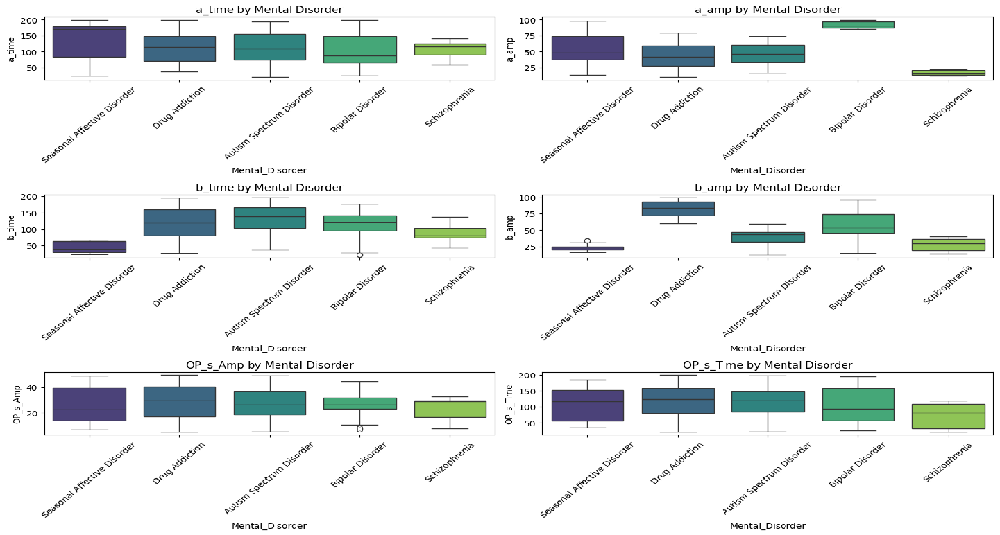 a_time by Mental Disorder
a_time
200
150
100
50
Seasonal Affective Disorder
Drug Addiction
Autism Spectrum Disorder
Bipolar Disorder
Schizophrenia
Mental_Disorder
a_amp by Mental Disorder
a_amp
100
75
50
25
Seasonal Affective Disorder
Drug Addiction
Autism Spectrum Disorder
Bipolar Disorder
Schizophrenia
Mental_Disorder
b_time by Mental Disorder
b_time
200
150
100
50
Seasonal Affective Disorder
Drug Addiction
Autism Spectrum Disorder
Bipolar Disorder
Schizophrenia
Mental_Disorder
b_amp by Mental Disorder
b_amp
100
75
50
25
Seasonal Affective Disorder
Drug Addiction
Autism Spectrum Disorder
Bipolar Disorder
Schizophrenia
Mental_Disorder
OP_s_Amp by Mental Disorder
OP_s_Amp
40
20
Seasonal Affective Disorder
Drug Addiction
Autism Spectrum Disorder
Bipolar Disorder
Schizophrenia
Mental_Disorder
OP_s_Time by Mental Disorder
OP_s_Time
200
150
100
50
Seasonal Affective Disorder
Drug Addiction
Autism Spectrum Disorder
Bipolar Disorder
Schizophrenia
Mental_Disorder